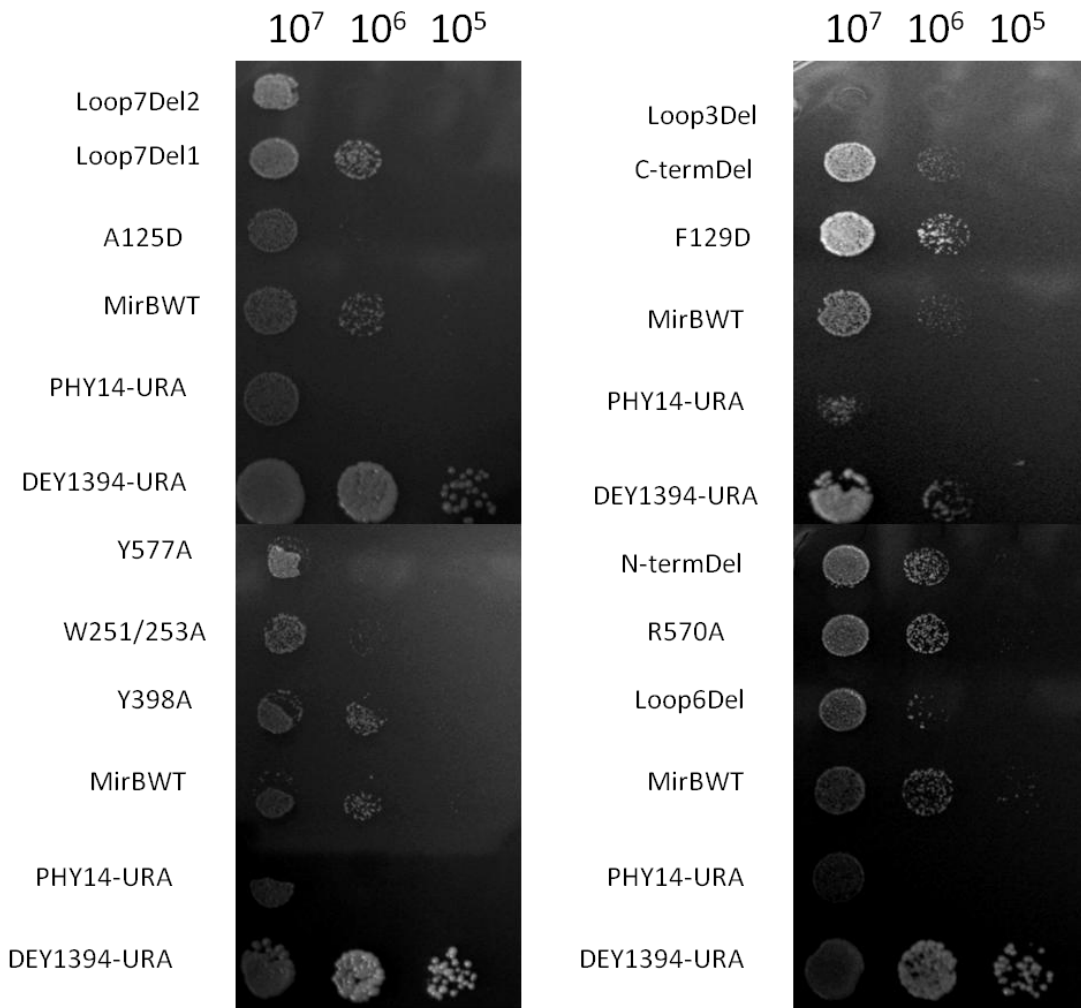 10⁷ 10⁶ 10⁵
Loop7Del2
Loop7Del1
A125D
MirBWT
PHY14-URA
DEY1394-URA
Y577A
W251/253A
Y398A
MirBWT
PHY14-URA
DEY1394-URA
10⁷ 10⁶ 10⁵
Loop3Del
C-termDel
F129D
MirBWT
PHY14-URA
DEY1394-URA
N-termDel
R570A
Loop6Del
MirBWT
PHY14-URA
DEY1394-URA